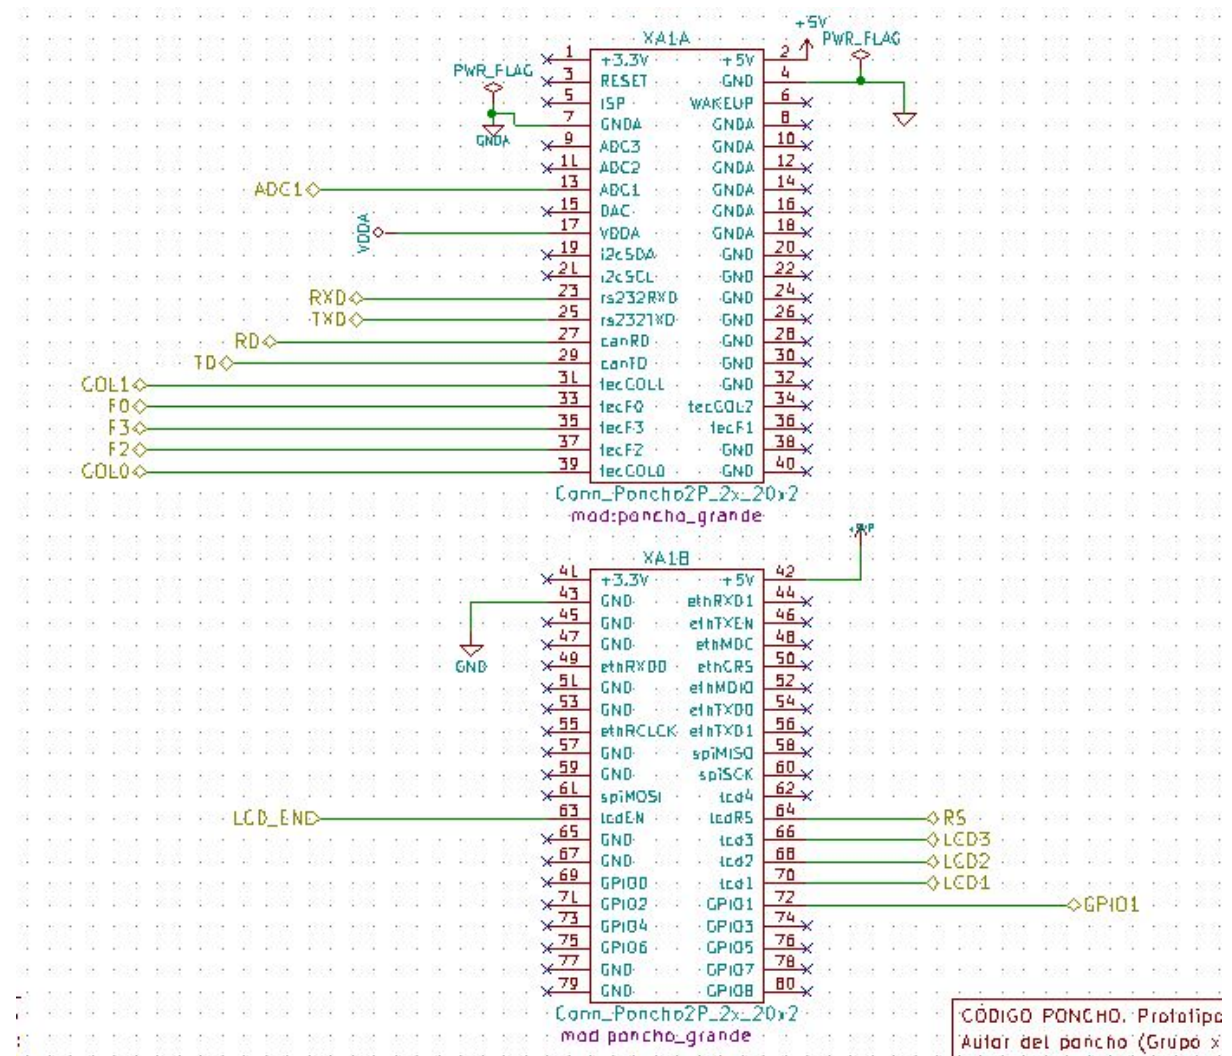 +5V
XA1A
PWR_FLAG
1 +3.3V +5V 2
PWR_FLAG
3 RESET GND 4
5 ISP WAKEUP 6
7 GNDA GNDA 8
GNDA
9 ADC3 GNDA 10
11 ADC2 GNDA 12
ADC1 13 ADC1 GNDA 14
15 DAC GNDA 16
VDDA 17 VDDA GNDA 18
19 i2cSDA GND 20
21 i2cSCL GND 22
RXD 23 rs232RXD GND 24
TXD 25 rs232TXD GND 26
RD 27 canRD GND 28
TD 29 canTD GND 30
COL1 31 tecCOL1 GND 32
F0 33 tecF0 tecCOL2 34
F3 35 tecF3 tecF1 36
F2 37 tecF2 GND 38
COL0 39 tecCOL0 GND 40
Conn_Poncho2P_2x_20x2
mod:poncho_grande
XA1B
41 +3.3V +5V 42
43 GND ethRXD1 44
45 GND ethTXEN 46
47 GND ethMDC 48
GND
49 ethRXD0 ethCRS 50
51 GND ethMDIO 52
53 GND ethTXD0 54
55 ethRCLCK ethTXD1 56
57 GND spiMISO 58
59 GND spiSCK 60
61 spiMOSI lcd4 62
LCD_EN 63 lcdEN lcdRS 64 RS
65 GND lcd3 66 LCD3
67 GND lcd2 68 LCD2
69 GPIO0 lcd1 70 LCD1
71 GPIO2 GPIO1 72 GPIO1
73 GPIO4 GPIO3 74
75 GPIO6 GPIO5 76
77 GND GPIO7 78
79 GND GPIO8 80
Conn_Poncho2P_2x_20x2
mod poncho_grande
CÓDIGO PONCHO. Prototipo
Autor del poncho (Grupo x